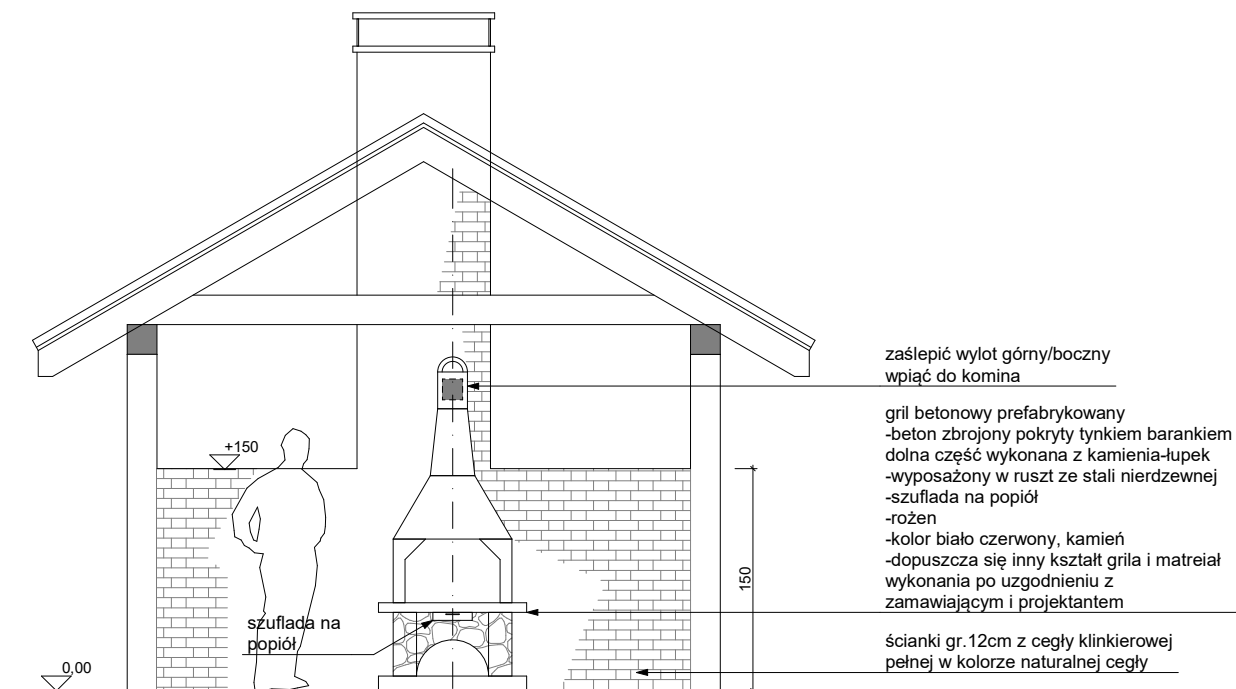 zaślepić wylot górny/boczny
wpiąć do komina
gril betonowy prefabrykowany
-beton zbrojony pokryty tynkiem barankiem
dolna część wykonana z kamienia-łupek
-wyposażony w ruszt ze stali nierdzewnej
-szuflada na popiół
-rożen
-kolor biało czerwony, kamień
-dopuszcza się inny kształt grila i matreiał
wykonania po uzgodnieniu z
zamawiającym i projektantem
ścianki gr.12cm z cegły klinkierowej
pełnej w kolorze naturalnej cegły
+150
150
szuflada na
popiół
0,00